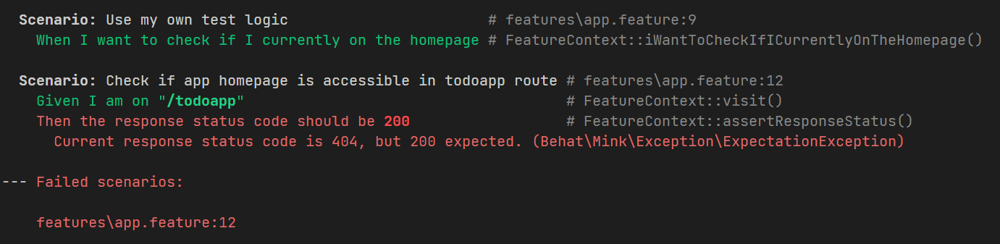 Scenario: Use my own test logic # features\app.feature:9
When I want to check if I currently on the homepage # FeatureContext::iWantToCheckIfICurrentlyOnTheHomepage()
Scenario: Check if app homepage is accessible in todoapp route # features\app.feature:12
Given I am on "/todoapp" # FeatureContext::visit()
Then the response status code should be 200 # FeatureContext::assertResponseStatus()
Current response status code is 404, but 200 expected. (Behat\Mink\Exception\ExpectationException)
--- Failed scenarios:
features\app.feature:12